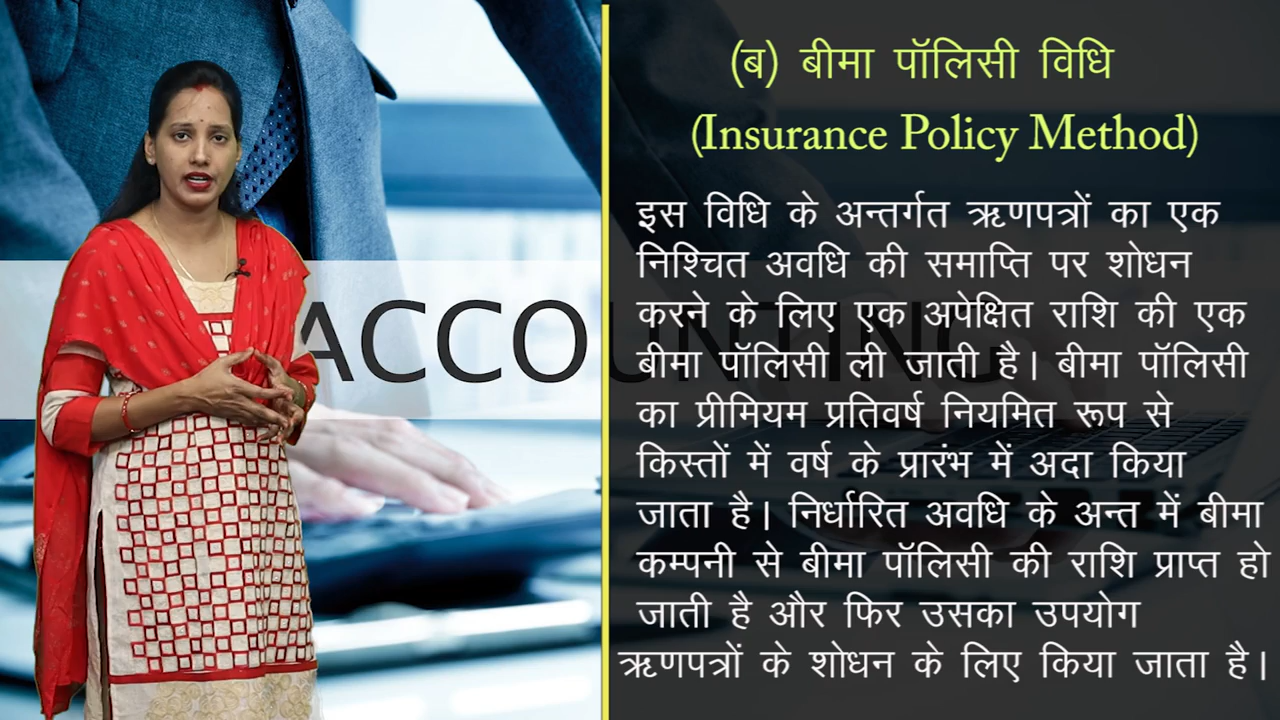 (ब) बीमा पॉलिसी विधि
(Insurance Policy Method)
इस विधि के अन्तर्गत ऋणपत्रों का एक
निश्चित अवधि की समाप्ति पर शोधन
करने के लिए एक अपेक्षित राशि की एक
बीमा पॉलिसी ली जाती है। बीमा पॉलिसी
का प्रीमियम प्रतिवर्ष नियमित रूप से
किस्तों में वर्ष के प्रारंभ में अदा किया
जाता है। निर्धारित अवधि के अन्त में बीमा
कम्पनी से बीमा पॉलिसी की राशि प्राप्त हो
जाती है और फिर उसका उपयोग
ऋणपत्रों के शोधन के लिए किया जाता है।
ACCOUNTING